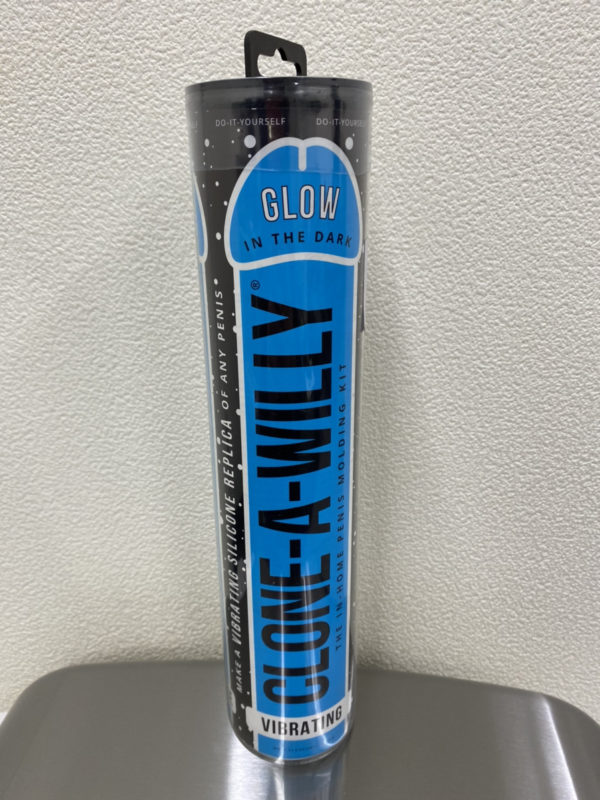 DO-IT-YOURSELF DO-IT-YOURSELF
GLOW
IN THE DARK
CLONE-A-WILLY®
THE IN-HOME PENIS MOLDING KIT
MAKE A VIBRATING SILICONE REPLICA OF ANY PENIS
VIBRATING